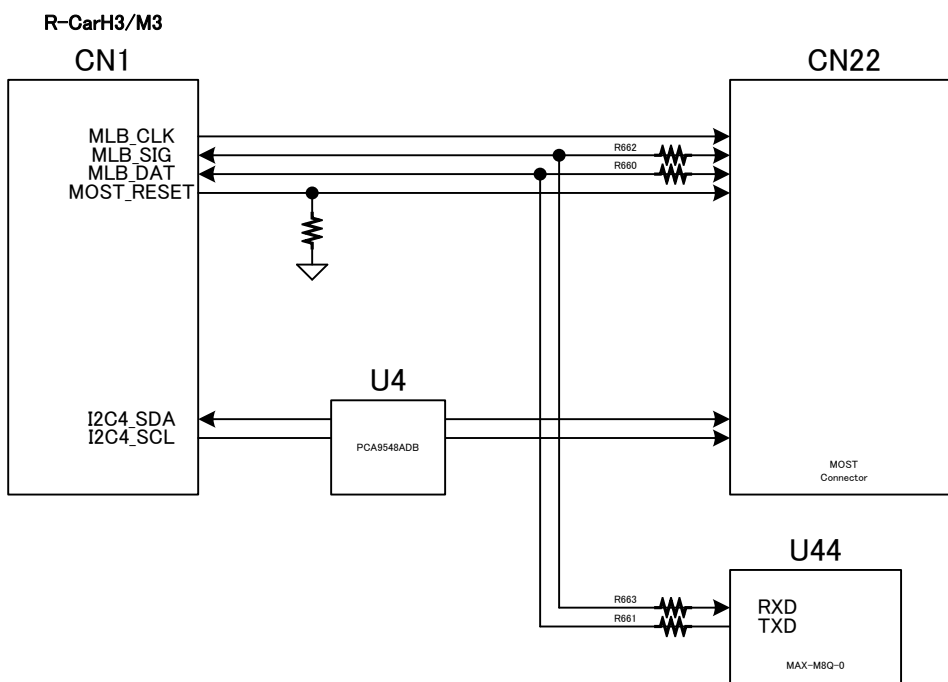 R-CarH3/M3
CN1
CN22
MLB_CLK
MLB_SIG
MLB_DAT
MOST_RESET
R662
R660
U4
I2C4_SDA
I2C4_SCL
PCA9548ADB
MOST
Connector
U44
R663
R661
RXD
TXD
MAX-M8Q-0